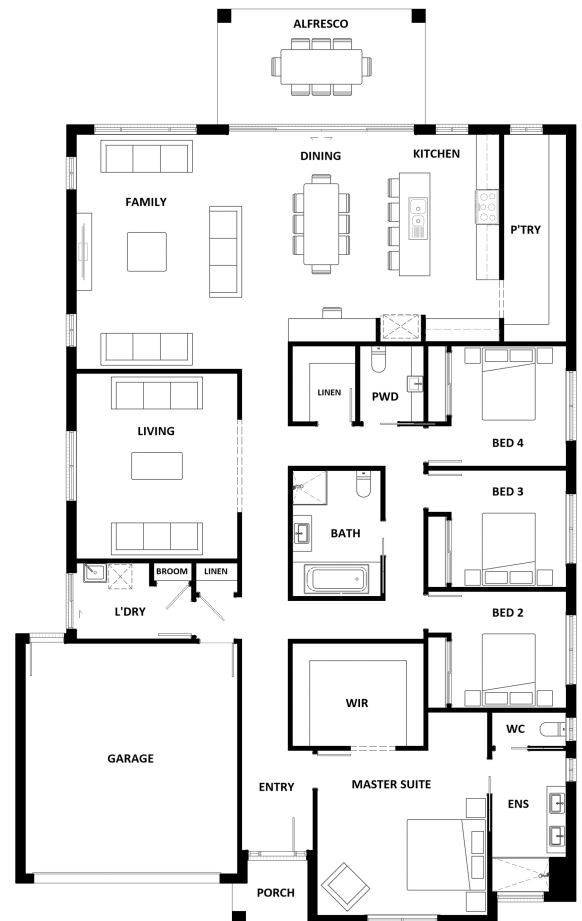 ALFRESCO
DINING
KITCHEN
FAMILY
P'TRY
LINEN
PWD
LIVING
BED 4
BED 3
BATH
BROOM
LINEN
L'DRY
BED 2
WIR
WC
GARAGE
ENTRY
MASTER SUITE
ENS
PORCH